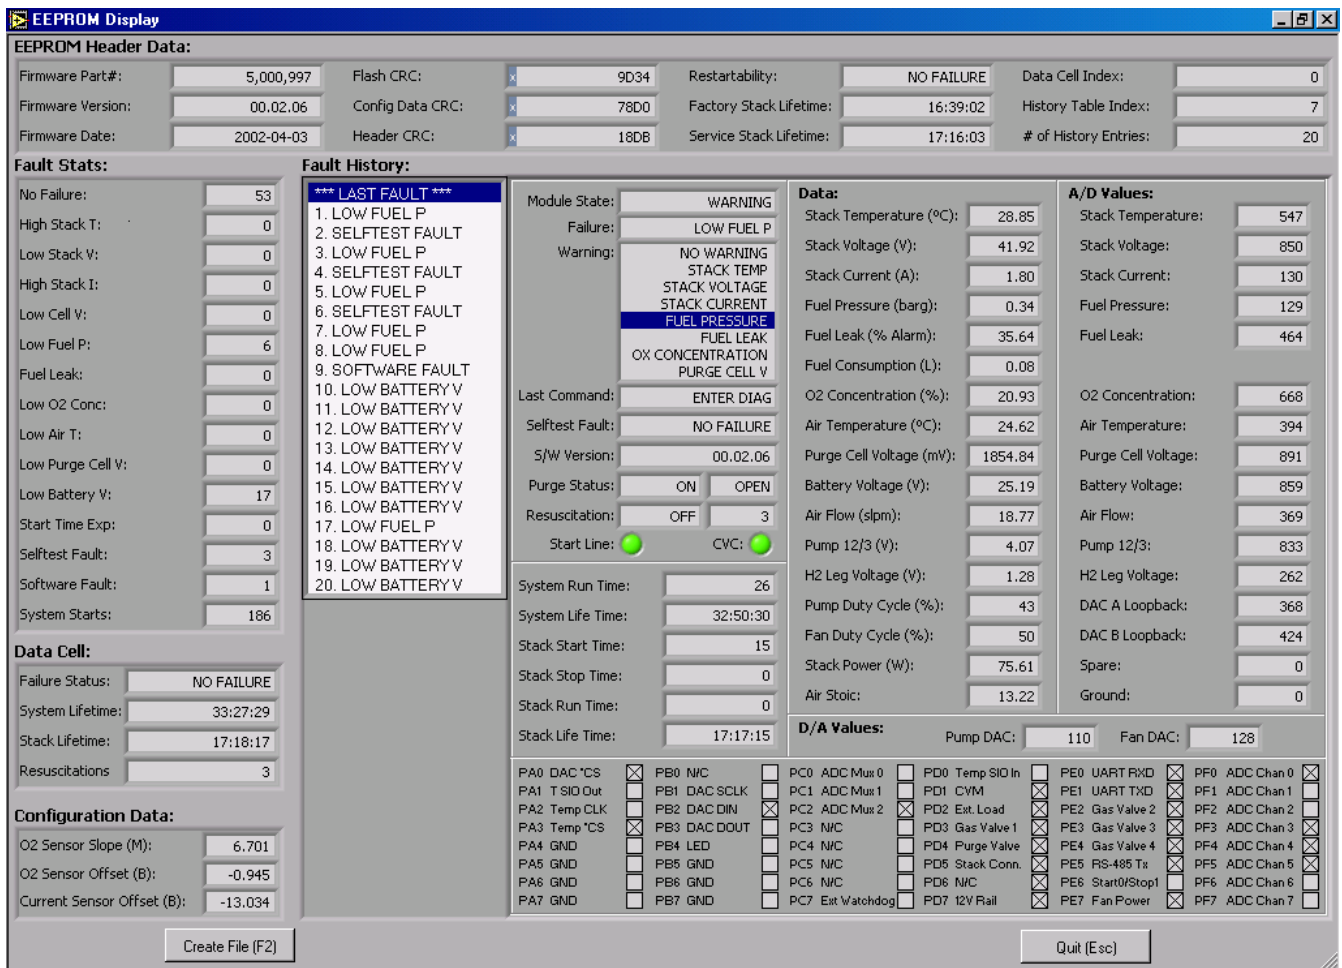 EEPROM Display
EEPROM Header Data:
Firmware Part#: 5,000,997 Flash CRC: x 9D34 Restartability: NO FAILURE Data Cell Index: 0
Firmware Version: 00.02.06 Config Data CRC: x 78D0 Factory Stack Lifetime: 16:39:02 History Table Index: 7
Firmware Date: 2002-04-03 Header CRC: x 18DB Service Stack Lifetime: 17:16:03 # of History Entries: 20
Fault Stats:
No Failure: 53
High Stack T: 0
Low Stack V: 0
High Stack I: 0
Low Cell V: 0
Low Fuel P: 6
Fuel Leak: 0
Low O2 Conc: 0
Low Air T: 0
Low Purge Cell V: 0
Low Battery V: 17
Start Time Exp: 0
Selftest Fault: 3
Software Fault: 1
System Starts: 186
Data Cell:
Failure Status: NO FAILURE
System Lifetime: 33:27:29
Stack Lifetime: 17:18:17
Resuscitations 3
Configuration Data:
O2 Sensor Slope (M): 6.701
O2 Sensor Offset (B): -0.945
Current Sensor Offset (B): -13.034
Fault History:
*** LAST FAULT ***
1. LOW FUEL P
2. SELFTEST FAULT
3. LOW FUEL P
4. SELFTEST FAULT
5. LOW FUEL P
6. SELFTEST FAULT
7. LOW FUEL P
8. LOW FUEL P
9. SOFTWARE FAULT
10. LOW BATTERY V
11. LOW BATTERY V
12. LOW BATTERY V
13. LOW BATTERY V
14. LOW BATTERY V
15. LOW BATTERY V
16. LOW BATTERY V
17. LOW FUEL P
18. LOW BATTERY V
19. LOW BATTERY V
20. LOW BATTERY V
Module State: WARNING
Failure: LOW FUEL P
Warning: NO WARNING
STACK TEMP
STACK VOLTAGE
STACK CURRENT
FUEL PRESSURE
FUEL LEAK
OX CONCENTRATION
PURGE CELL V
Last Command: ENTER DIAG
Selftest Fault: NO FAILURE
S/W Version: 00.02.06
Purge Status: ON OPEN
Resuscitation: OFF 3
Start Line: CVC:
System Run Time: 26
System Life Time: 32:50:30
Stack Start Time: 15
Stack Stop Time: 0
Stack Run Time: 0
Stack Life Time: 17:17:15
Data:
Stack Temperature (ºC): 28.85
Stack Voltage (V): 41.92
Stack Current (A): 1.80
Fuel Pressure (barg): 0.34
Fuel Leak (% Alarm): 35.64
Fuel Consumption (L): 0.08
O2 Concentration (%): 20.93
Air Temperature (ºC): 24.62
Purge Cell Voltage (mV): 1854.84
Battery Voltage (V): 25.19
Air Flow (slpm): 18.77
Pump 12/3 (V): 4.07
H2 Leg Voltage (V): 1.28
Pump Duty Cycle (%): 43
Fan Duty Cycle (%): 50
Stack Power (W): 75.61
Air Stoic: 13.22
A/D Values:
Stack Temperature: 547
Stack Voltage: 850
Stack Current: 130
Fuel Pressure: 129
Fuel Leak: 464
O2 Concentration: 668
Air Temperature: 394
Purge Cell Voltage: 891
Battery Voltage: 859
Air Flow: 369
Pump 12/3: 833
H2 Leg Voltage: 262
DAC A Loopback: 368
DAC B Loopback: 424
Spare: 0
Ground: 0
D/A Values: Pump DAC: 110 Fan DAC: 128
PA0 DAC *CS PB0 N/C PC0 ADC Mux 0 PD0 Temp SIO In PE0 UART RXD PF0 ADC Chan 0
PA1 T SIO Out PB1 DAC SCLK PC1 ADC Mux 1 PD1 CVM PE1 UART TXD PF1 ADC Chan 1
PA2 Temp CLK PB2 DAC DIN PC2 ADC Mux 2 PD2 Ext. Load PE2 Gas Valve 2 PF2 ADC Chan 2
PA3 Temp *CS PB3 DAC DOUT PC3 N/C PD3 Gas Valve 1 PE3 Gas Valve 3 PF3 ADC Chan 3
PA4 GND PB4 LED PC4 N/C PD4 Purge Valve PE4 Gas Valve 4 PF4 ADC Chan 4
PA5 GND PB5 GND PC5 N/C PD5 Stack Conn. PE5 RS-485 Tx PF5 ADC Chan 5
PA6 GND PB6 GND PC6 N/C PD6 N/C PE6 Start0/Stop1 PF6 ADC Chan 6
PA7 GND PB7 GND PC7 Ext Watchdog PD7 12V Rail PE7 Fan Power PF7 ADC Chan 7
Create File (F2) Quit (Esc)